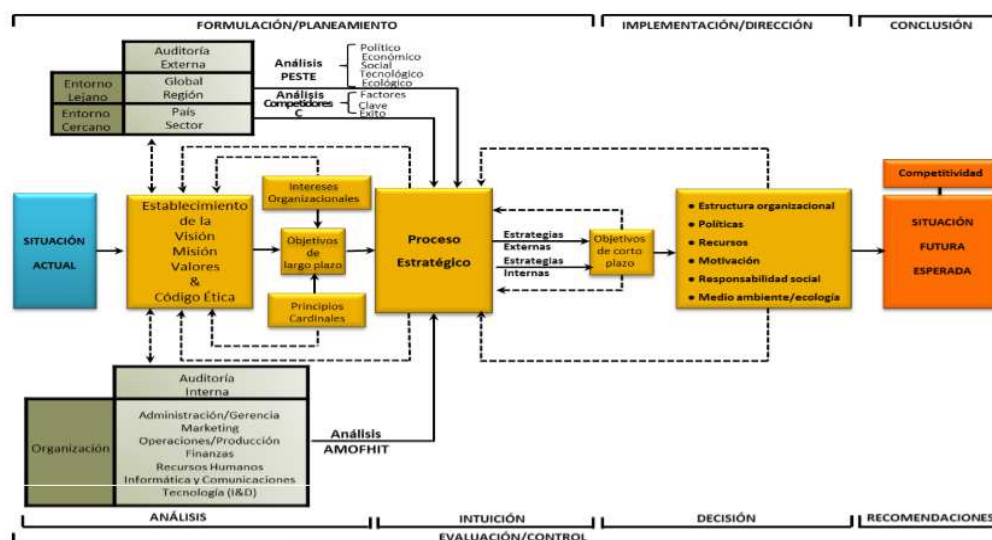 FORMULACIÓN/PLANEAMIENTO
IMPLEMENTACIÓN/DIRECCIÓN
CONCLUSIÓN
Auditoría
Externa
Entorno
Lejano
Global
Región
Entorno
Cercano
País
Sector
Análisis
PESTE
Político
Económico
Social
Tecnológico
Ecológico
Análisis
Competidores
C
Factores
Clave
Éxito
SITUACIÓN
ACTUAL
Establecimiento
de la
Visión
Misión
Valores
&
Código Ética
Intereses
Organizacionales
Objetivos
de
largo plazo
Principios
Cardinales
Proceso
Estratégico
Estrategias
Externas
Estrategias
Internas
Objetivos
de corto
plazo
• Estructura organizacional
• Políticas
• Recursos
• Motivación
• Responsabilidad social
• Medio ambiente/ecología
Competitividad
SITUACIÓN
FUTURA
ESPERADA
Auditoría
Interna
Organización
Administración/Gerencia
Marketing
Operaciones/Producción
Finanzas
Recursos Humanos
Informática y Comunicaciones
Tecnología (I&D)
Análisis
AMOFHIT
ANÁLISIS
INTUICIÓN
DECISIÓN
RECOMENDACIONES
EVALUACIÓN/CONTROL